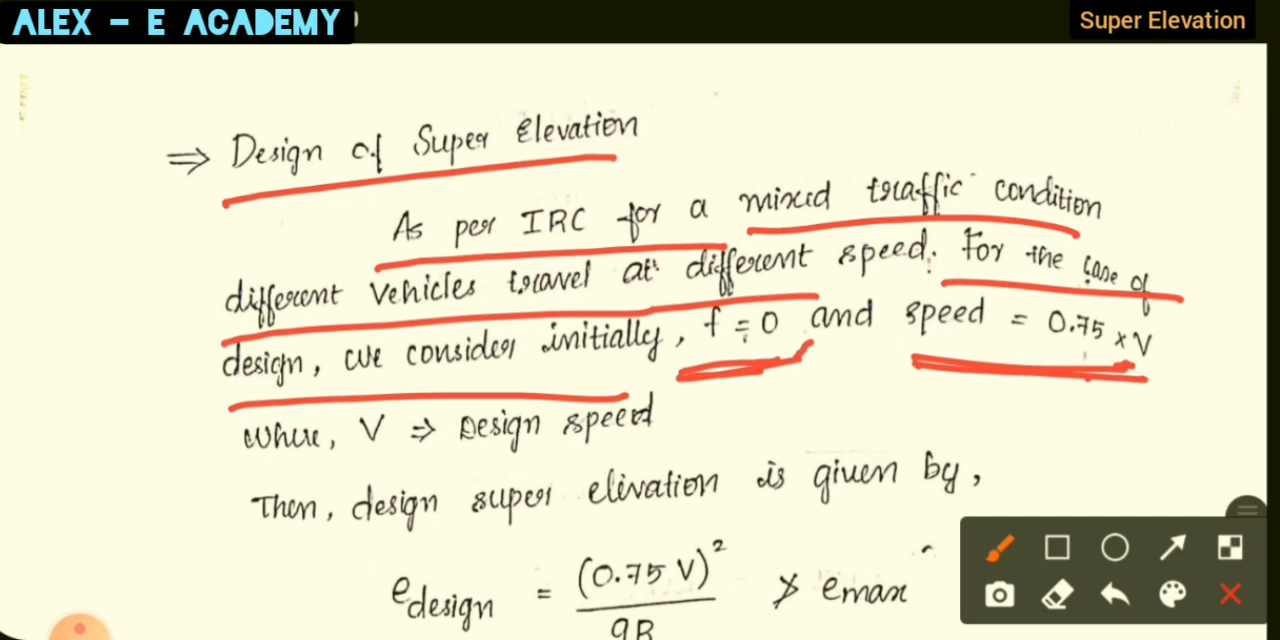 ALEX - E ACADEMY
Super Elevation
⇒ Design of Super Elevation
As per IRC for a mixed traffic condition
different vehicles travel at different speed. For the case of
design, we consider initially, f = 0 and speed = 0.75 x V
where, V ⇒ Design speed
Then, design super elivation is given by,
e design = (0.75 V)² / gR ≯ emax